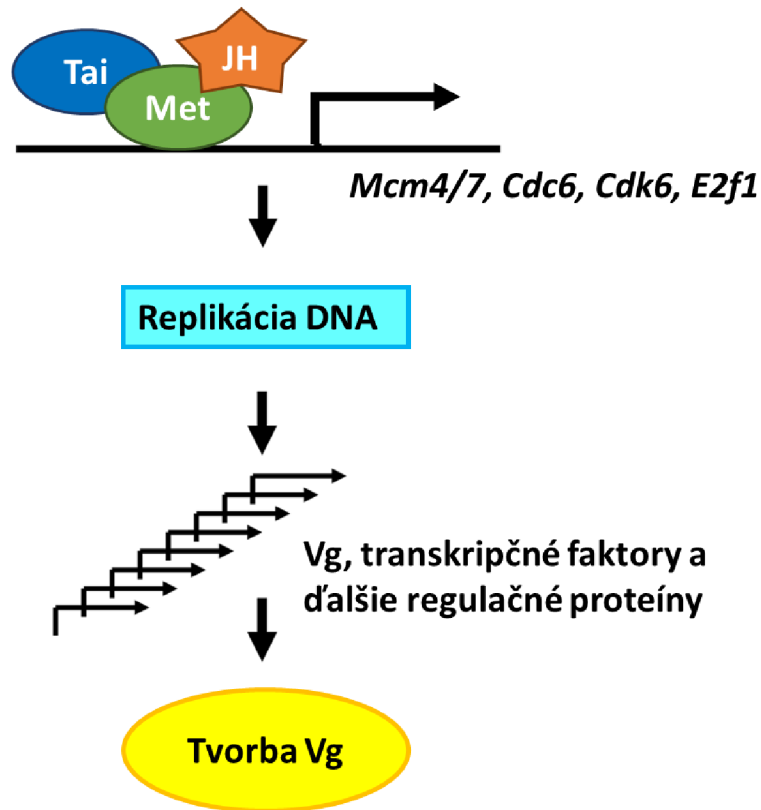 Tai
JH
Met
Mcm4/7, Cdc6, Cdk6, E2f1
Replikácia DNA
Vg, transkripčné faktory a
ďalšie regulačné proteíny
Tvorba Vg